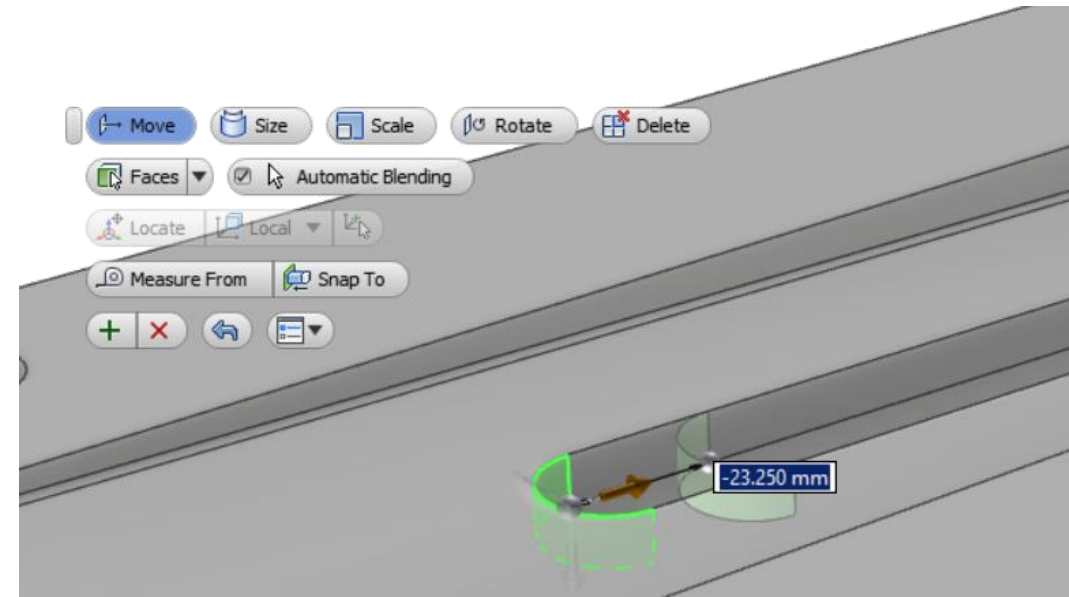 Move Size Scale Rotate Delete
Faces Automatic Blending
Locate Local
Measure From Snap To
-23.250 mm